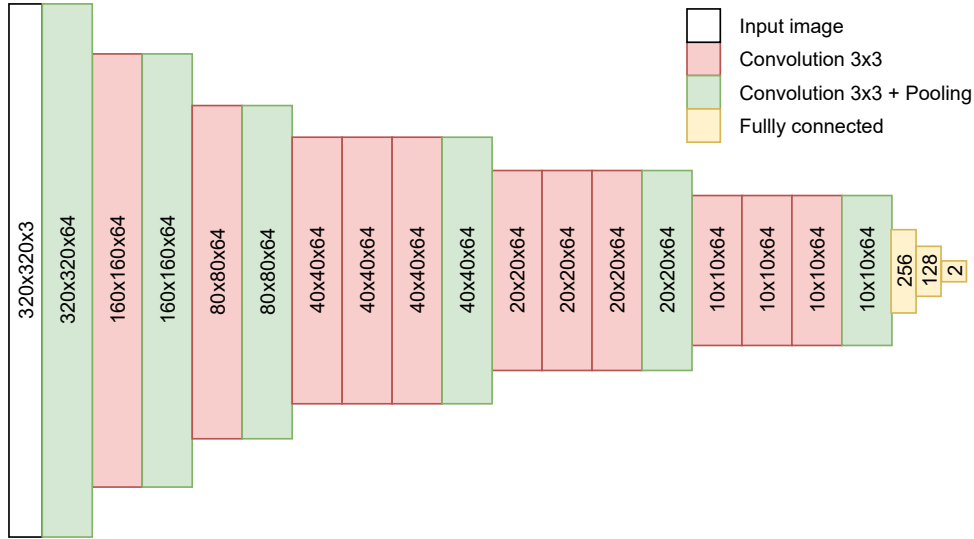 Input image
Convolution 3x3
Convolution 3x3 + Pooling
Fullly connected
320x320x3
320x320x64
160x160x64
160x160x64
80x80x64
80x80x64
40x40x64
40x40x64
40x40x64
40x40x64
20x20x64
20x20x64
20x20x64
20x20x64
10x10x64
10x10x64
10x10x64
10x10x64
256
128
2